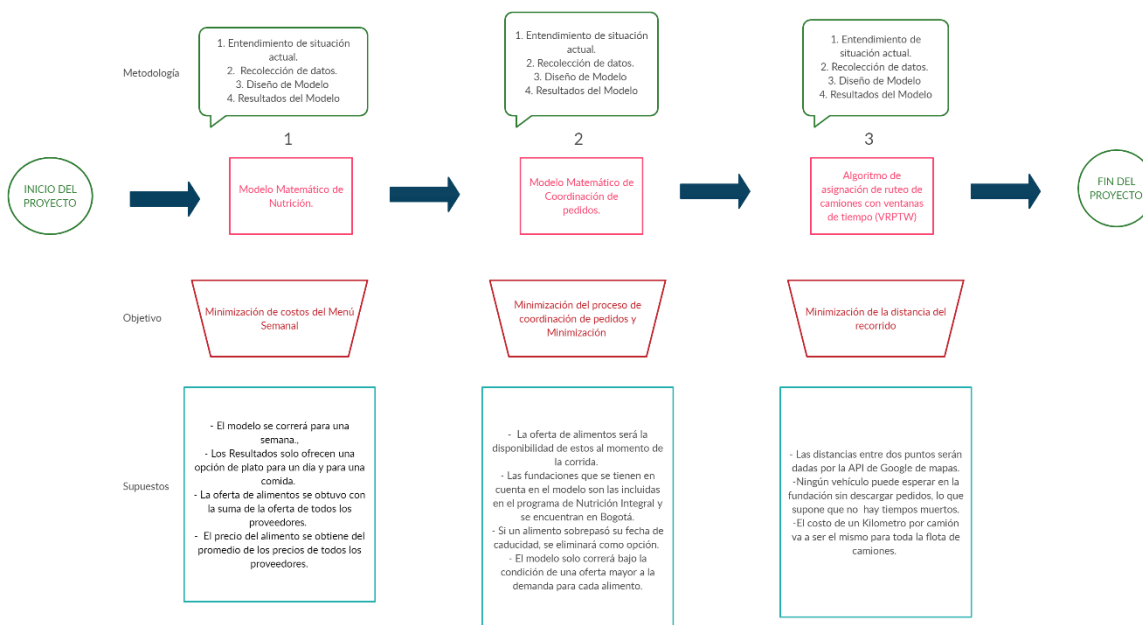 Metodología
1. Entendimiento de situación
actual.
2. Recolección de datos.
3. Diseño de Modelo
4. Resultados del Modelo
1. Entendimiento de situación
actual.
2. Recolección de datos.
3. Diseño de Modelo
4. Resultados del Modelo
1. Entendimiento de
situación actual.
2. Recolección de datos.
3. Diseño de Modelo
4. Resultados del Modelo
1
2
3
INICIO DEL
PROYECTO
Modelo Matemático de
Nutrición.
Modelo Matemático de
Coordinación de
pedidos.
Algoritmo de
asignación de ruteo de
camiones con ventanas
de tiempo (VRPTW)
FIN DEL
PROYECTO
Objetivo
Minimización de costos del Menú
Semanal
Minimización del proceso de
coordinación de pedidos y
Minimización
Minimización de la distancia del
recorrido
Supuestos
- El modelo se correrá para una
semana.,
- Los Resultados solo ofrecen una
opción de plato para un día y para una
comida.
- La oferta de alimentos se obtuvo con
la suma de la oferta de todos los
proveedores.
- El precio del alimento se obtiene del
promedio de los precios de todos los
proveedores.
- La oferta de alimentos será la
disponibilidad de estos al momento de
la corrida.
- Las fundaciones que se tienen en
cuenta en el modelo son las incluidas
en el programa de Nutrición Integral y
se encuentran en Bogotá.
- Si un alimento sobrepasó su fecha de
caducidad, se eliminará como opción.
- El modelo solo correrá bajo la
condición de una oferta mayor a la
demanda para cada alimento.
- Las distancias entre dos puntos serán
dadas por la API de Google de mapas.
-Ningún vehículo puede esperar en la
fundación sin descargar pedidos, lo que
supone que no hay tiempos muertos.
-El costo de un Kilometro por camión
va a ser el mismo para toda la flota de
camiones.